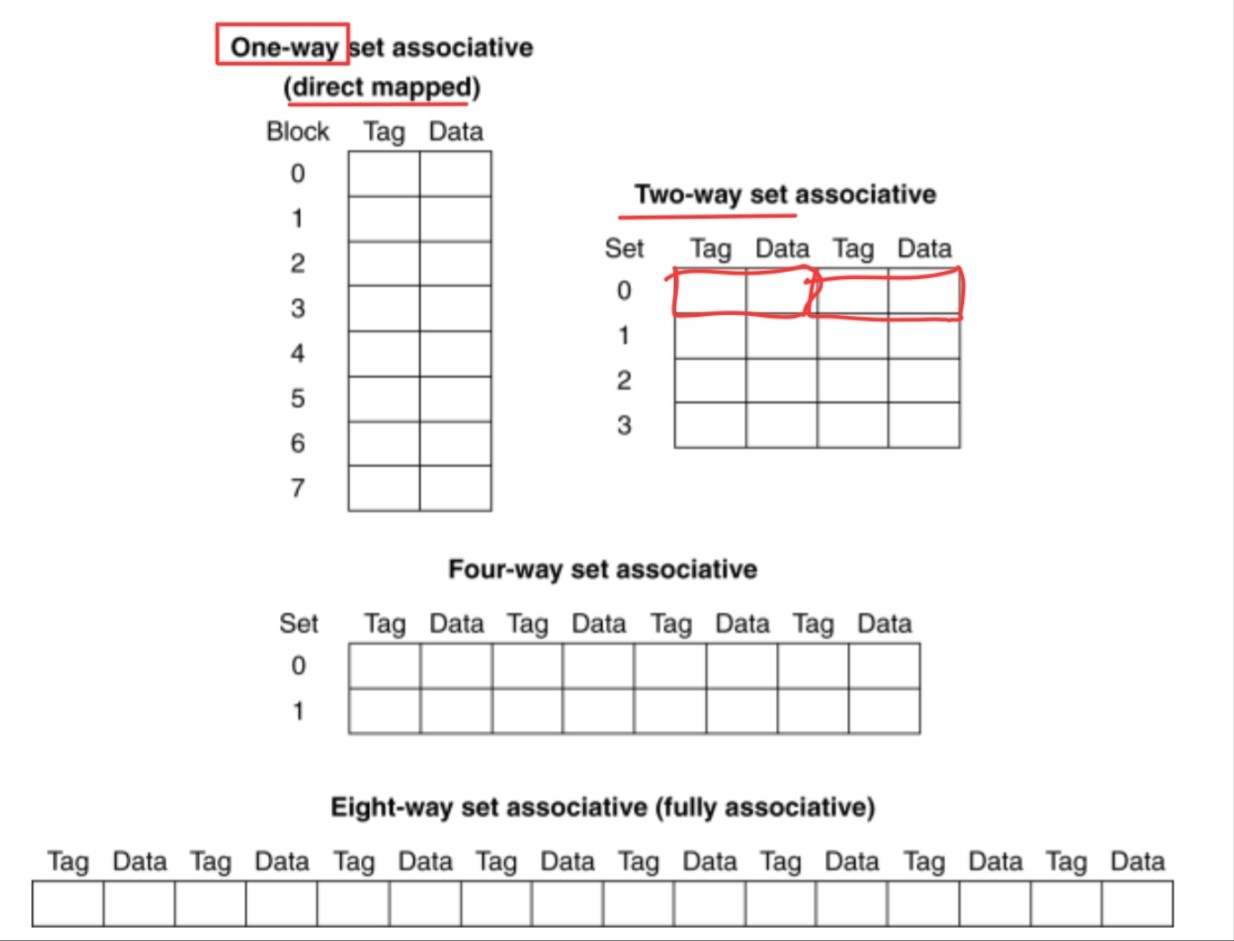 One-way set associative
(direct mapped)
Block Tag Data
0
1
2
3
4
5
6
7
Two-way set associative
Set Tag Data Tag Data
0
1
2
3
Four-way set associative
Set Tag Data Tag Data Tag Data Tag Data
0
1
Eight-way set associative (fully associative)
Tag Data Tag Data Tag Data Tag Data Tag Data Tag Data Tag Data Tag Data